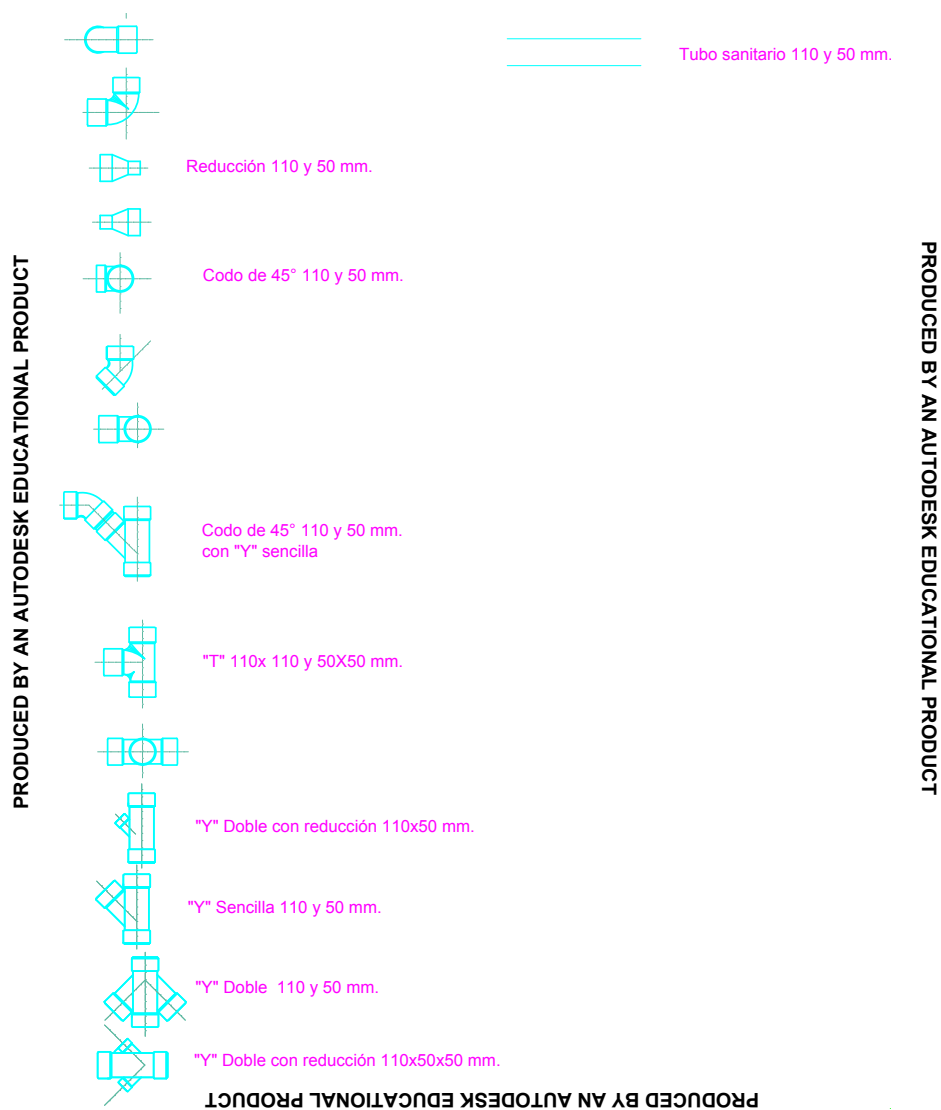 Tubo sanitario 110 y 50 mm.
Reducción 110 y 50 mm.
Codo de 45° 110 y 50 mm.
Codo de 45° 110 y 50 mm.
con "Y" sencilla
"T" 110x 110 y 50X50 mm.
"Y" Doble con reducción 110x50 mm.
"Y" Sencilla 110 y 50 mm.
"Y" Doble 110 y 50 mm.
"Y" Doble con reducción 110x50x50 mm.
PRODUCED BY AN AUTODESK EDUCATIONAL PRODUCT
PRODUCED BY AN AUTODESK EDUCATIONAL PRODUCT
PRODUCED BY AN AUTODESK EDUCATIONAL PRODUCT